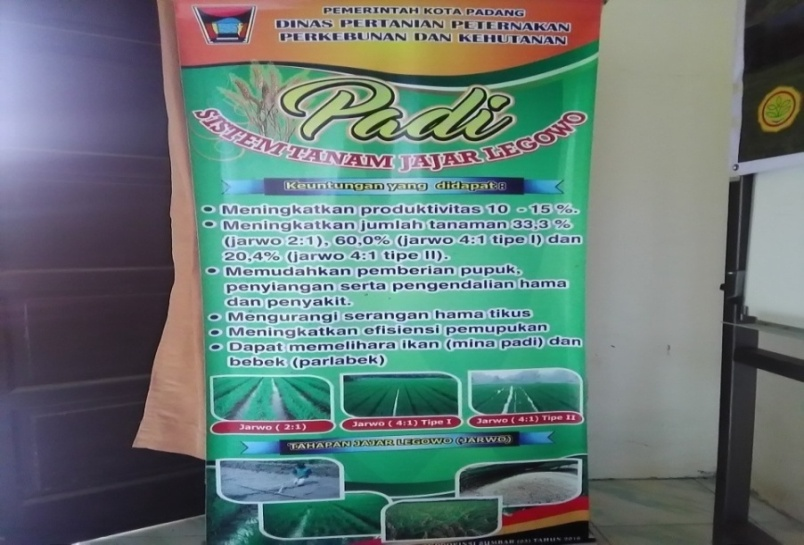 PEMERINTAH KOTA PADANG
DINAS PERTANIAN PETERNAKAN
PERKEBUNAN DAN KEHUTANAN
Padi
SISTEM TANAM JAJAR LEGOWO
Keuntungan yang didapat :
• Meningkatkan produktivitas 10 - 15 %.
• Meningkatkan jumlah tanaman 33,3 %
(jarwo 2:1), 60,0% (jarwo 4:1 tipe I) dan
20,4% (jarwo 4:1 tipe II).
• Memudahkan pemberian pupuk,
penyiangan serta pengendalian hama
dan penyakit.
• Mengurangi serangan hama tikus
• Meningkatkan efisiensi pemupukan
• Dapat memelihara ikan (mina padi) dan
bebek (parlabek)
Jarwo ( 2:1)
Jarwo ( 4:1) Tipe I
Jarwo ( 4:1) Tipe II
TAHAPAN JAJAR LEGOWO (JARWO)
SUMBAR TAHUN